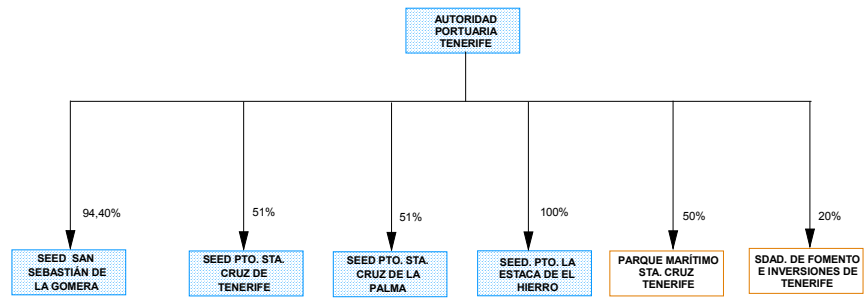 AUTORIDAD
PORTUARIA
TENERIFE
94,40%
51%
51%
100%
50%
20%
SEED SAN
SEBASTIÁN DE
LA GOMERA
SEED PTO. STA.
CRUZ DE
TENERIFE
SEED PTO. STA.
CRUZ DE LA
PALMA
SEED. PTO. LA
ESTACA DE EL
HIERRO
PARQUE MARÍTIMO
STA. CRUZ
TENERIFE
SDAD. DE FOMENTO
E INVERSIONES DE
TENERIFE